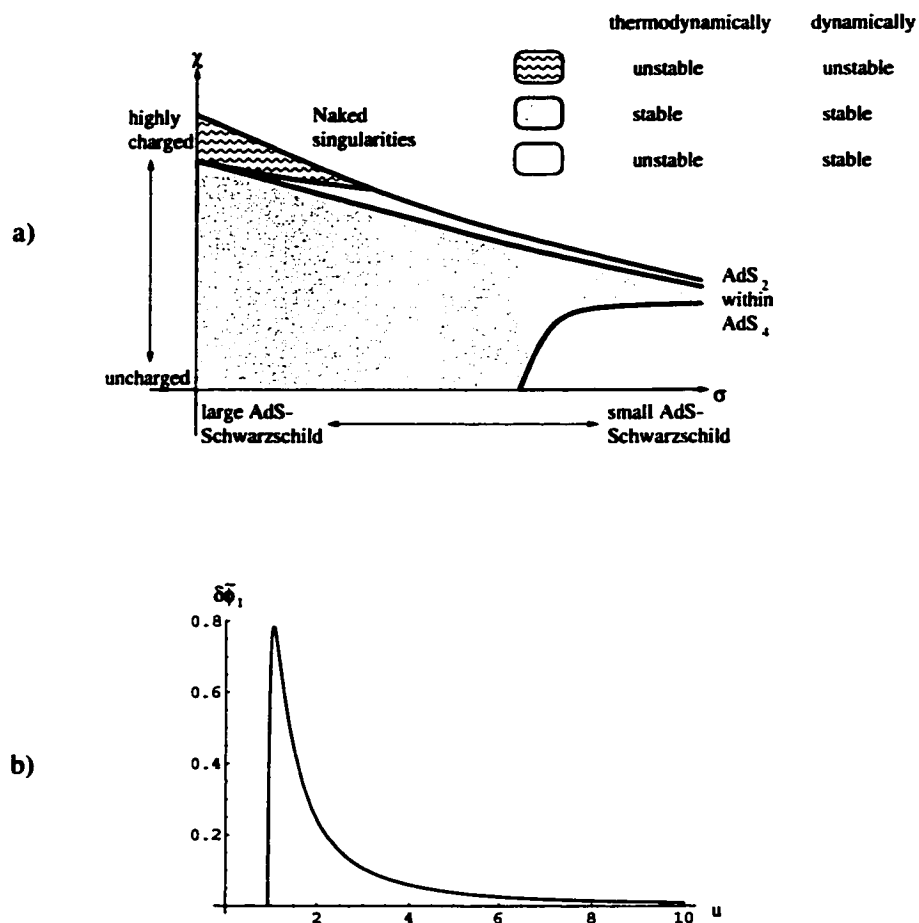 thermodynamically dynamically
unstable unstable
stable stable
unstable stable
a)
χ
highly
charged
Naked
singularities
AdS2
within
AdS4
uncharged
σ
large AdS-
Schwarzschild
small AdS-
Schwarzschild
b)
δφ̃1
0.8
0.6
0.4
0.2
2 4 6 8 10 u